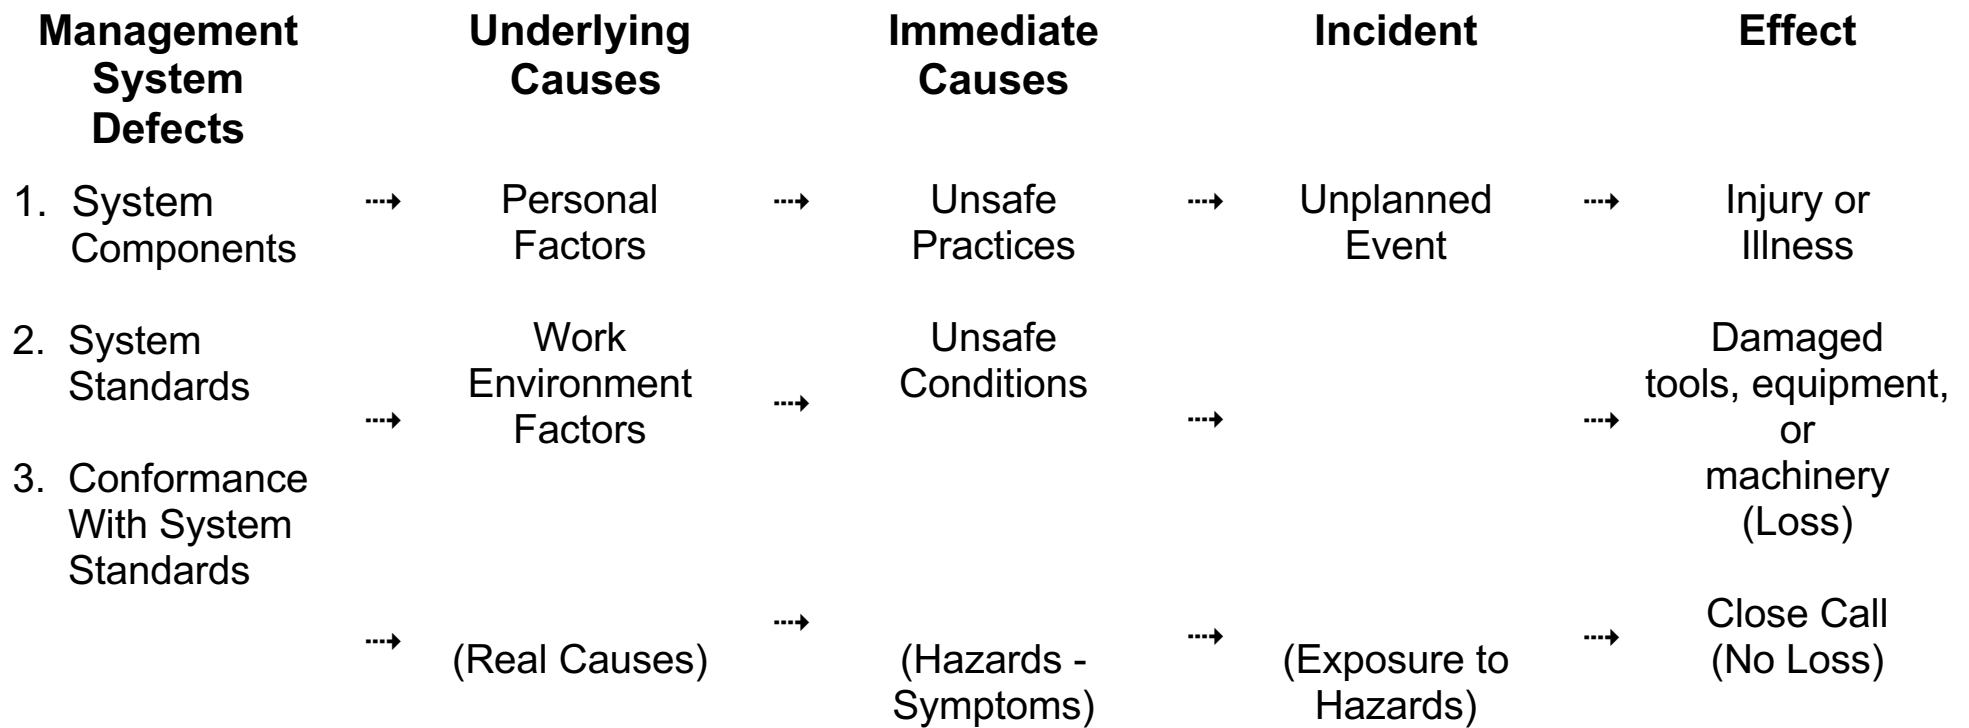 Management
System
Defects
Underlying
Causes
Immediate
Causes
Incident
Effect
1. System
Components
Personal
Factors
Unsafe
Practices
Unplanned
Event
Injury or
Illness
2. System
Standards
Work
Environment
Factors
Unsafe
Conditions
Damaged
tools, equipment,
or
machinery
(Loss)
3. Conformance
With System
Standards
(Real Causes)
(Hazards -
Symptoms)
(Exposure to
Hazards)
Close Call
(No Loss)